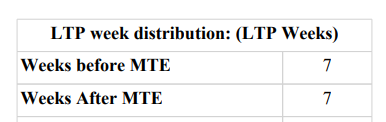 LTP week distribution: (LTP Weeks)
Weeks before MTE 7
Weeks After MTE 7